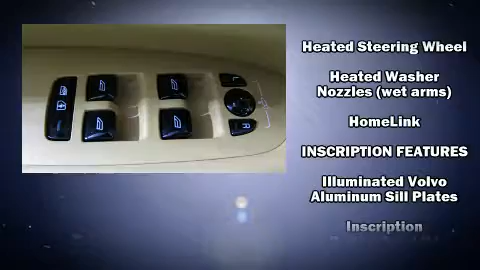 Heated Steering Wheel
Heated Washer
Nozzles (wet arms)
HomeLink
INSCRIPTION FEATURES
Illuminated Volvo
Aluminum Sill Plates
Inscription
R